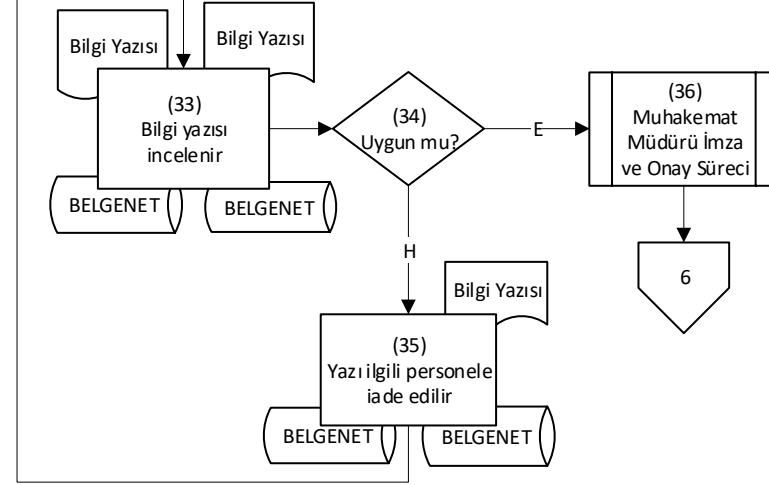 Bilgi Yazısı
Bilgi Yazısı
(33)
Bilgi yazısı
incelenir
BELGENET
BELGENET
(34)
Uygun mu?
E
(36)
Muhakemat
Müdürü İmza
ve Onay Süreci
6
H
Bilgi Yazısı
(35)
Yazı ilgili personele
iade edilir
BELGENET
BELGENET